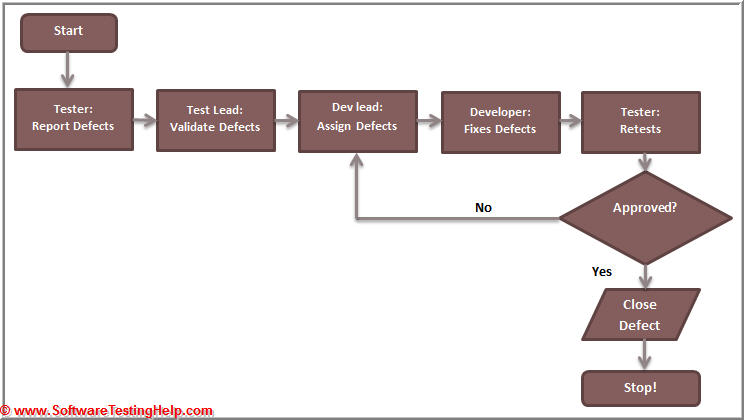 Start
Tester:
Report Defects
Test Lead:
Validate Defects
Dev lead:
Assign Defects
Developer:
Fixes Defects
Tester:
Retests
Approved?
No
Yes
Close
Defect
Stop!
© www.SoftwareTestingHelp.com